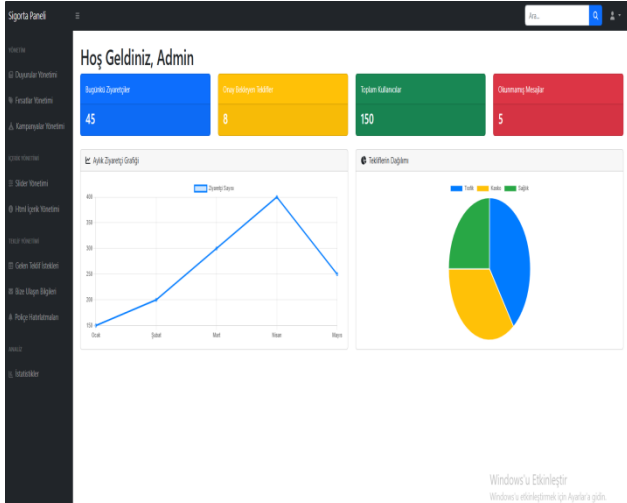 Sigorta Paneli
Ara...
YÖNETİM
Duyurular Yönetimi
Fırsatlar Yönetimi
Kampanyalar Yönetimi
İÇERİK YÖNETİMİ
Slider Yönetimi
Html İçerik Yönetimi
TEKLİF YÖNETİMİ
Gelen Teklif İstekleri
Bize Ulaşın Bilgileri
Poliçe Hatırlatmaları
ANALİZ
İstatistikler
Hoş Geldiniz, Admin
Bugünkü Ziyaretçiler
45
Onay Bekleyen Teklifler
8
Toplam Kullanıcılar
150
Okunmamış Mesajlar
5
Aylık Ziyaretçi Grafiği
Ziyaretçi Sayısı
400
350
300
250
200
150
Ocak Şubat Mart Nisan Mayıs
Tekliflerin Dağılımı
Trafik Kasko Sağlık
Windows'u Etkinleştir
Windows'u etkinleştirmek için Ayarlar'a gidin.